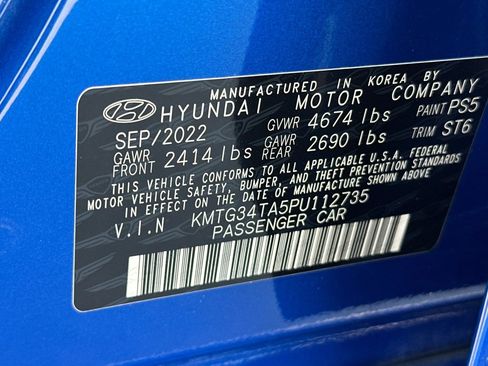 MANUFACTURED IN KOREA BY
HYUNDAI MOTOR COMPANY
SEP/2022 GVWR 4674 lbs PAINT PS5
GAWR FRONT 2414 lbs GAWR REAR 2690 lbs TRIM ST6
THIS VEHICLE CONFORMS TO ALL APPLICABLE U.S.A. FEDERAL
MOTOR VEHICLE SAFETY, BUMPER, AND THEFT PREVENTION STANDARDS
IN EFFECT ON THE DATE OF MANUFACTURE SHOWN ABOVE.
V.I.N KMTG34TA5PU112735
PASSENGER CAR